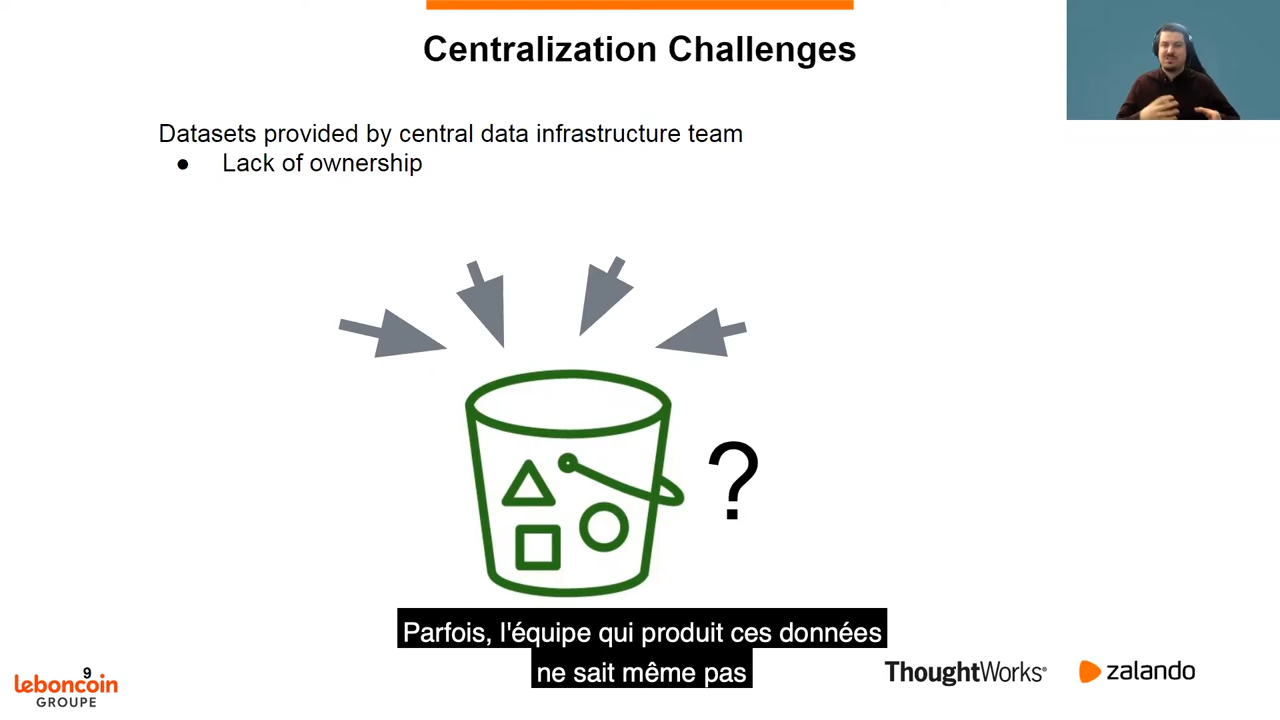 Centralization Challenges
Datasets provided by central data infrastructure team
● Lack of ownership
?
Parfois, l'équipe qui produit ces données
ne sait même pas
9
leboncoin
GROUPE
ThoughtWorks®
zalando